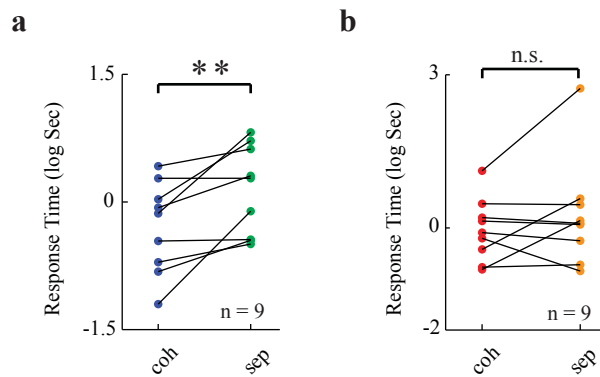 a
**
1.5
0
-1.5
Response Time (log Sec)
n = 9
coh
sep
b
n.s.
3
0
-2
Response Time (log Sec)
n = 9
coh
sep